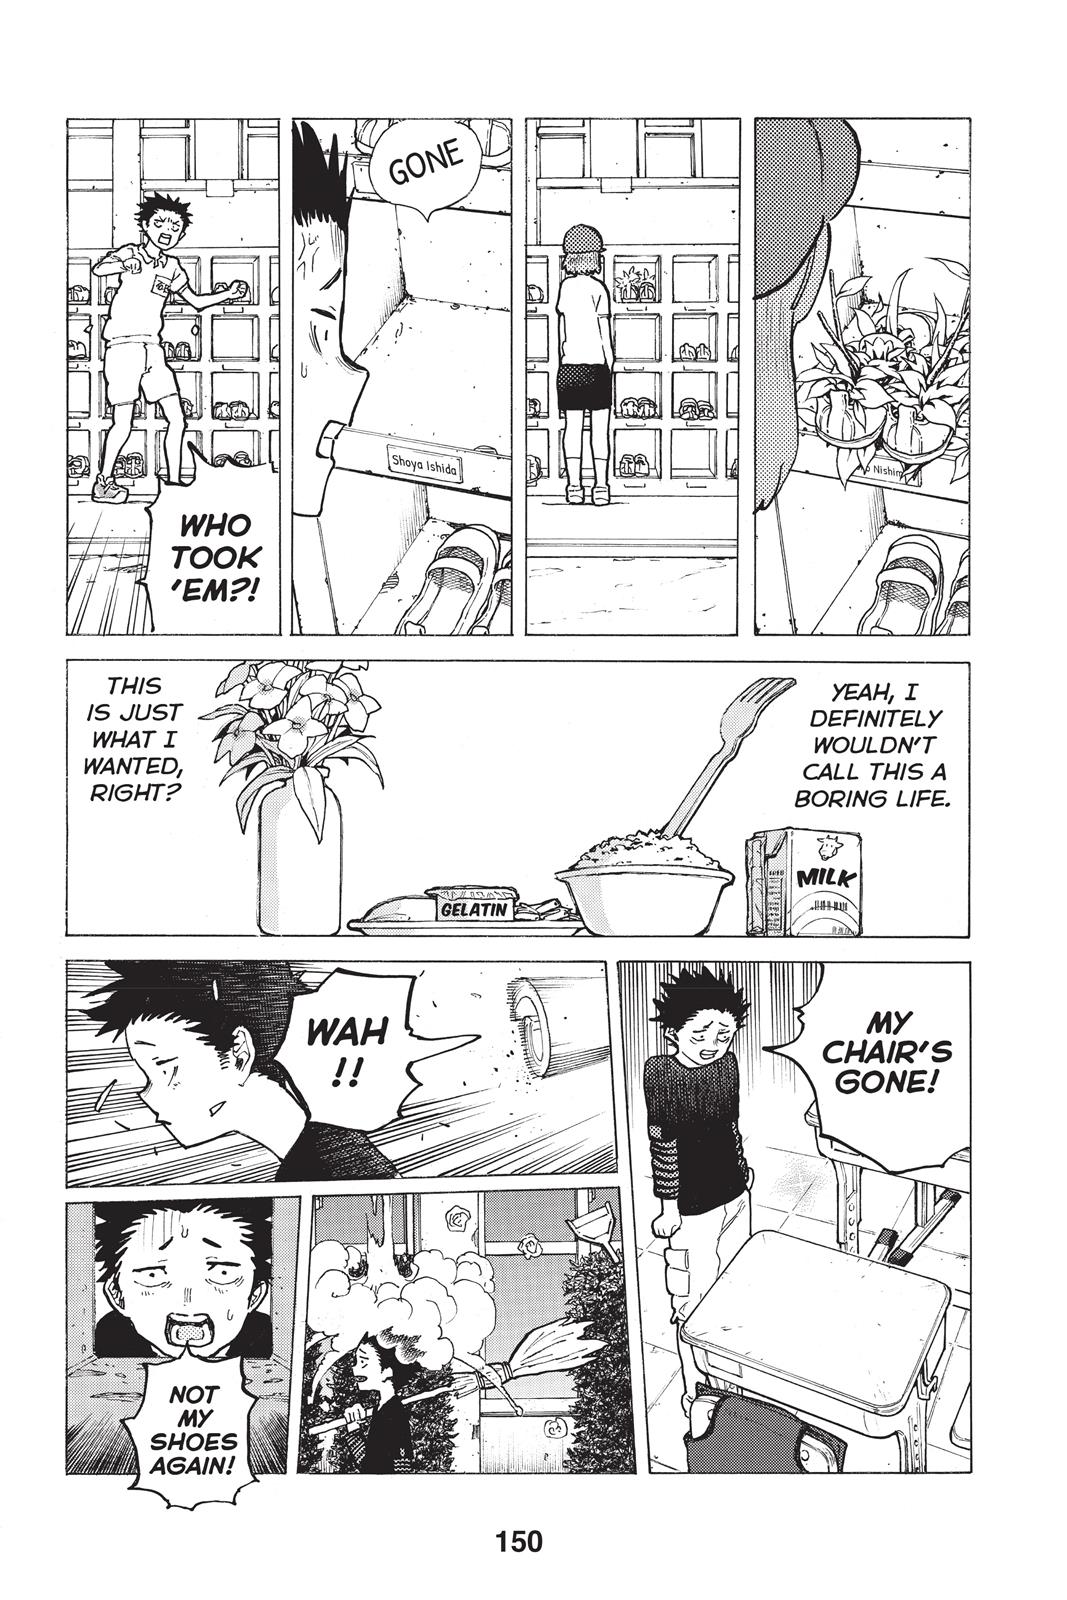 o Nishim
GONE
Shoya Ishida
WHO
TOOK
'EM?!
YEAH, I
DEFINITELY
WOULDN'T
CALL THIS A
BORING LIFE.
MILK
GELATIN
THIS
IS JUST
WHAT I
WANTED,
RIGHT?
MY
CHAIR'S
GONE!
WAH
!!
NOT
MY
SHOES
AGAIN!
150